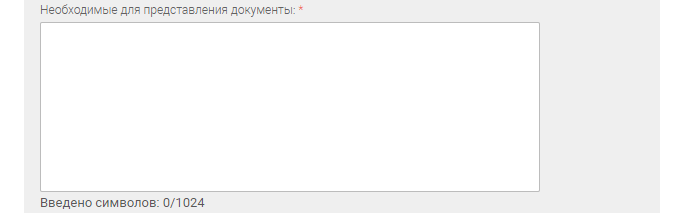 Необходимые для представления документы: *
Введено символов: 0/1024